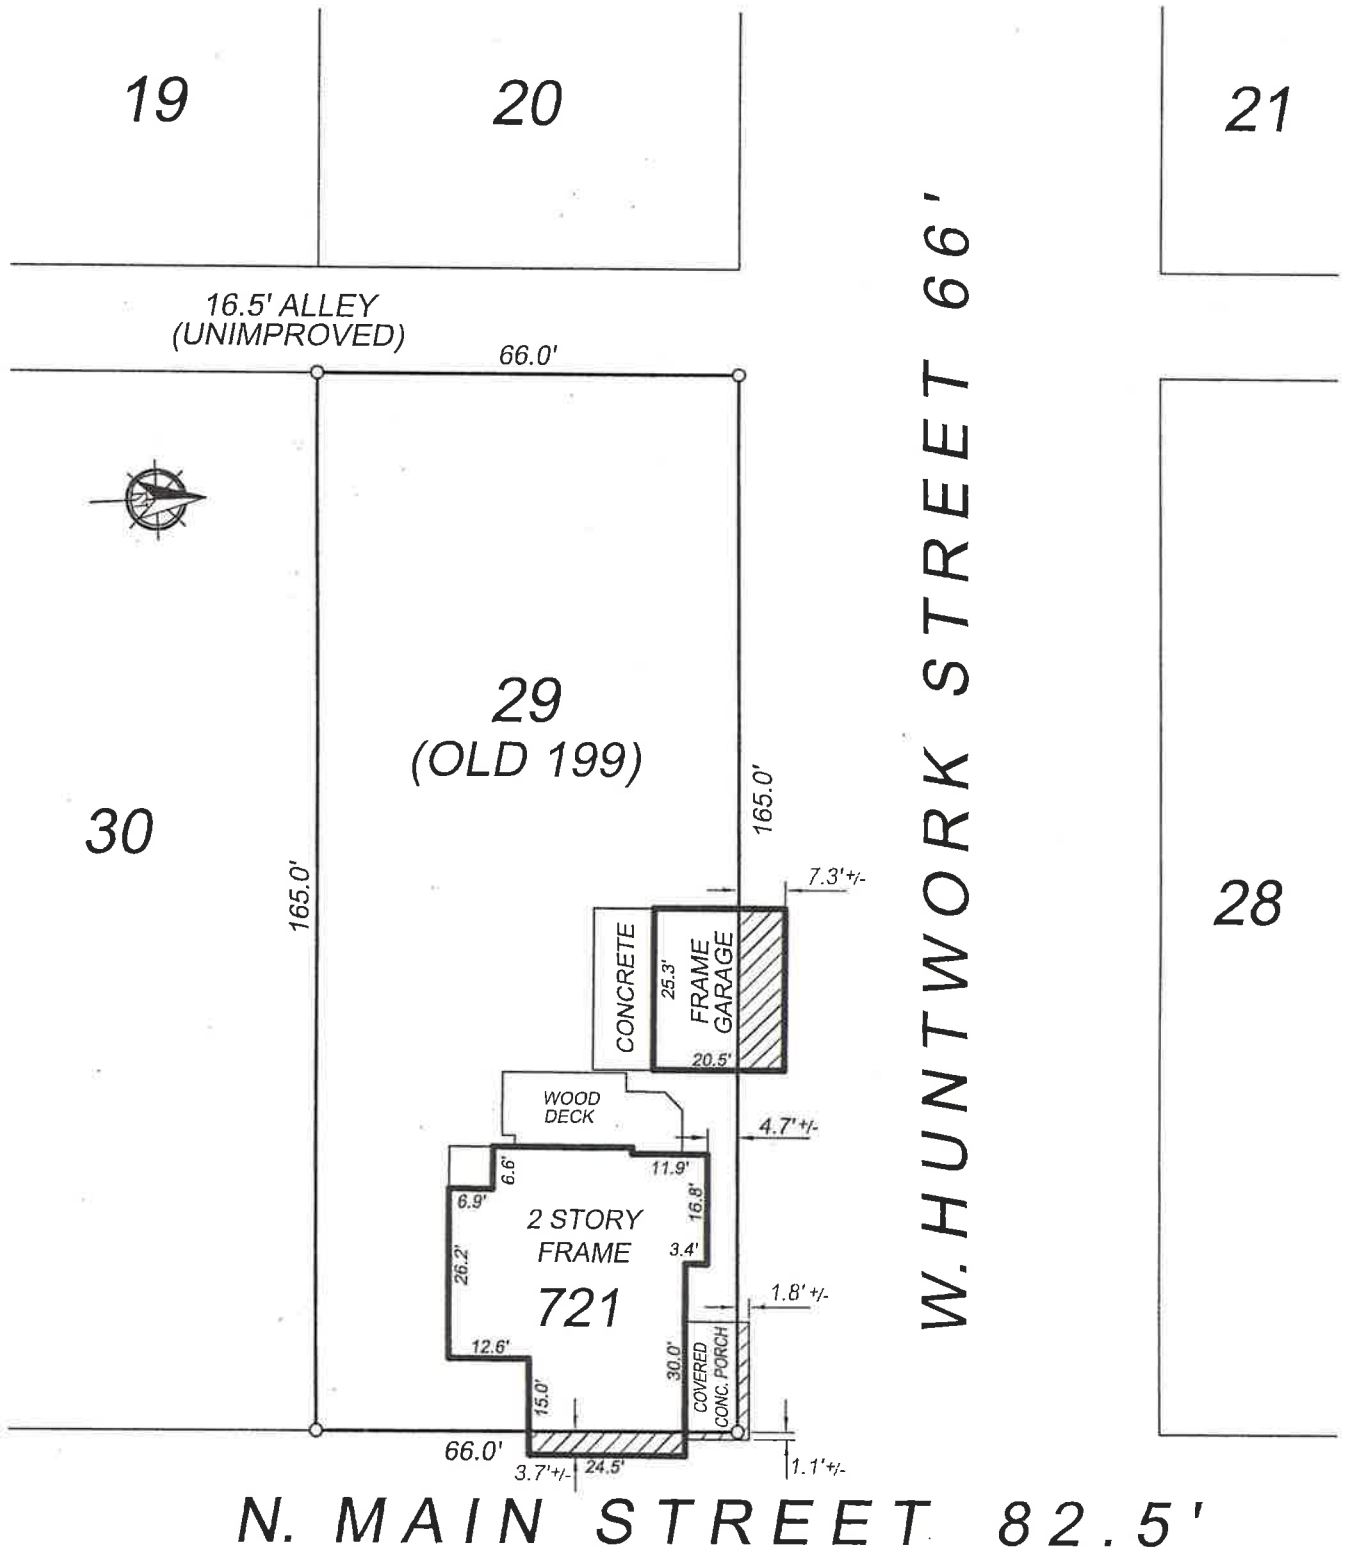 19
20
21
16.5' ALLEY
(UNIMPROVED)
66.0'
W. HUNTWORK STREET 66'
29
(OLD 199)
165.0'
30
165.0'
28
7.3'+/-
CONCRETE
25.3'
FRAME
GARAGE
20.5'
WOOD
DECK
4.7'+/-
6.6'
11.9'
6.9'
16.8'
2 STORY
FRAME
3.4'
26.2'
721
1.8'+/-
12.6'
30.0'
COVERED
CONC. PORCH
15.0'
66.0'
3.7'+/-
24.5'
1.1'+/-
N. MAIN STREET 82.5'